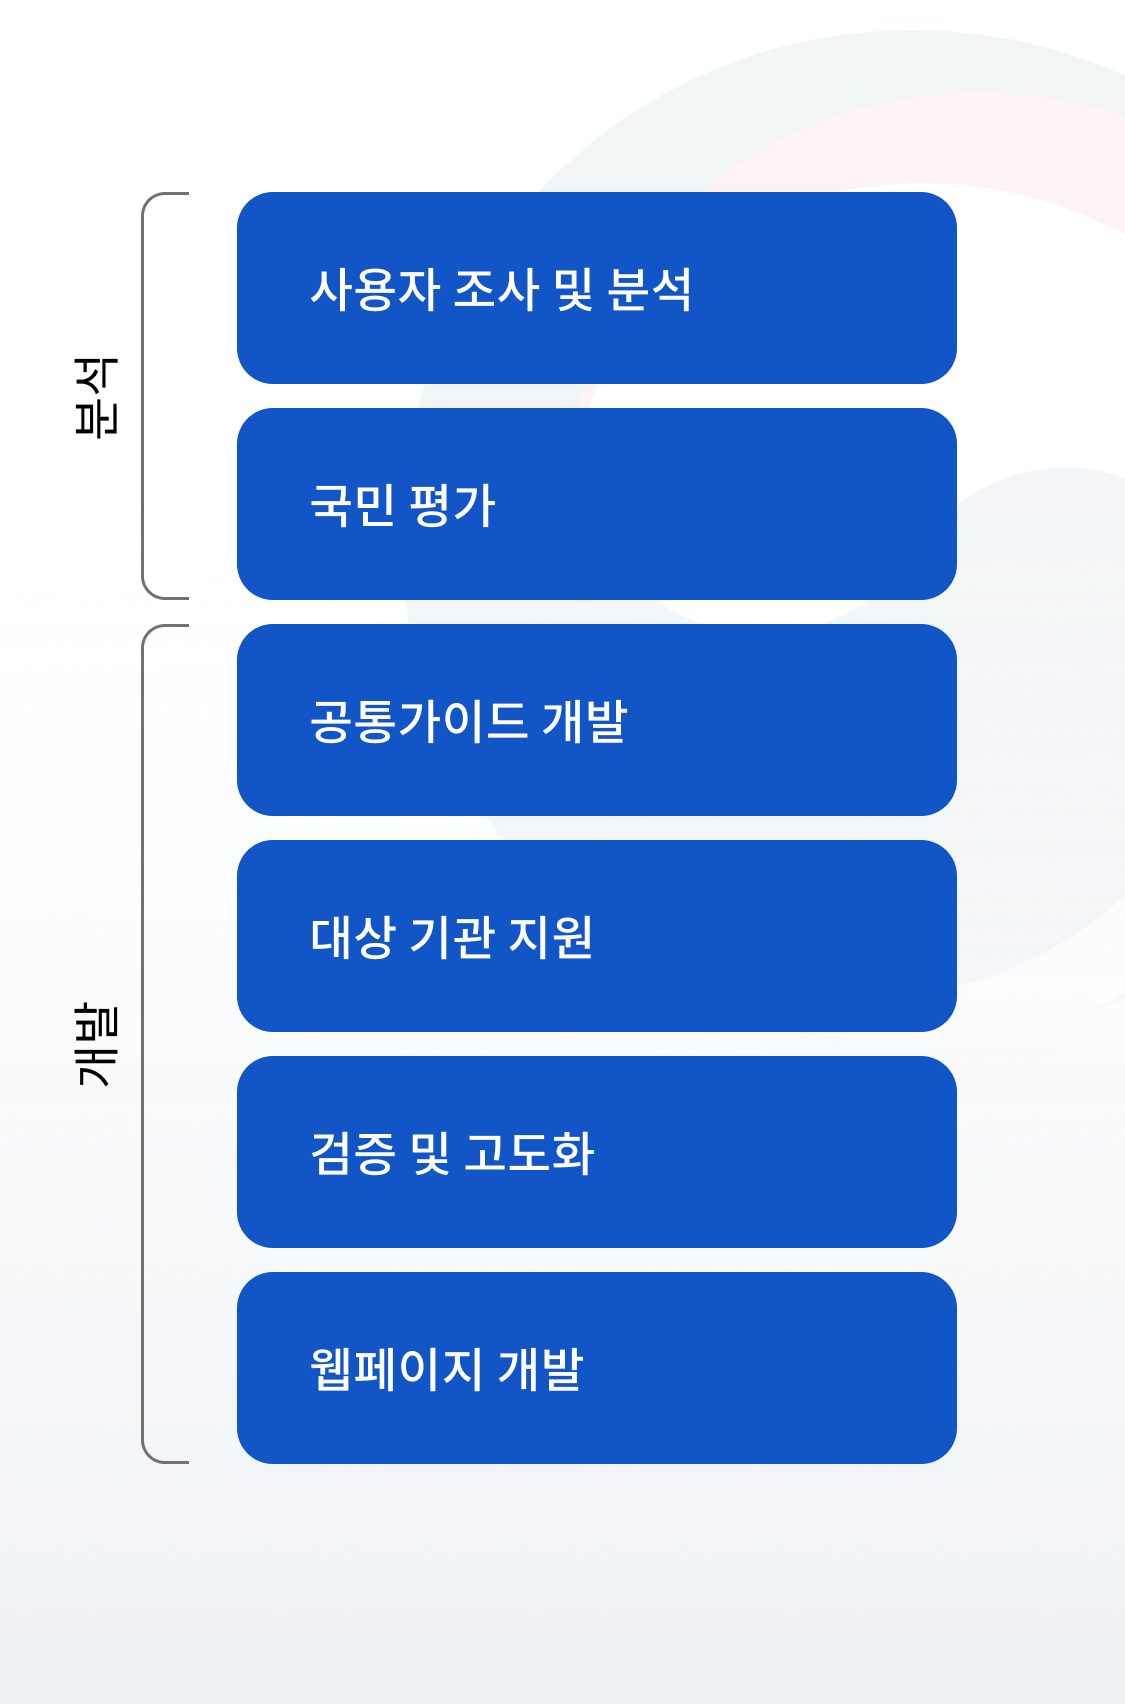 분석
사용자 조사 및 분석
국민 평가
개발
공통가이드 개발
대상 기관 지원
검증 및 고도화
웹페이지 개발